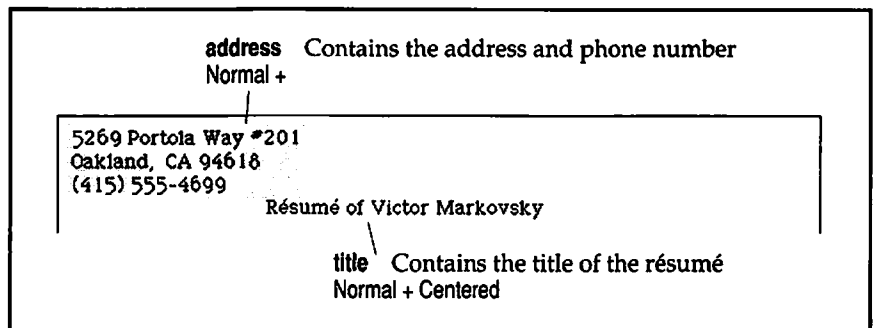 address Contains the address and phone number
Normal +
5269 Portola Way #201
Oakland, CA 94618
(415) 555-4699
Résumé of Victor Markovsky
title Contains the title of the résumé
Normal + Centered